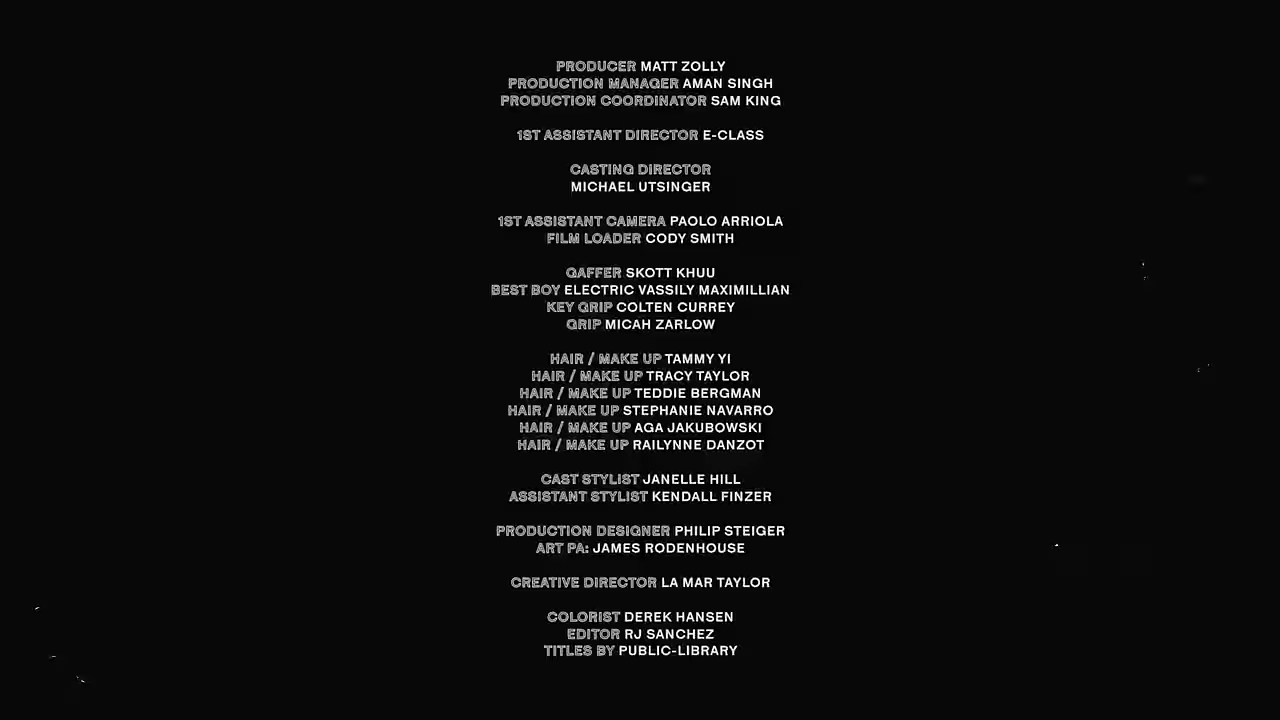 PRODUCER MATT ZOLLY
PRODUCTION MANAGER AMAN SINGH
PRODUCTION COORDINATOR SAM KING
1ST ASSISTANT DIRECTOR E-CLASS
CASTING DIRECTOR
MICHAEL UTSINGER
1ST ASSISTANT CAMERA PAOLO ARRIOLA
FILM LOADER CODY SMITH
GAFFER SKOTT KHUU
BEST BOY ELECTRIC VASSILY MAXIMILLIAN
KEY GRIP COLTEN CURREY
GRIP MICAH ZARLOW
HAIR / MAKE UP TAMMY YI
HAIR / MAKE UP TRACY TAYLOR
HAIR / MAKE UP TEDDIE BERGMAN
HAIR / MAKE UP STEPHANIE NAVARRO
HAIR / MAKE UP AGA JAKUBOWSKI
HAIR / MAKE UP RAILYNNE DANZOT
CAST STYLIST JANELLE HILL
ASSISTANT STYLIST KENDALL FINZER
PRODUCTION DESIGNER PHILIP STEIGER
ART PA: JAMES RODENHOUSE
CREATIVE DIRECTOR LA MAR TAYLOR
COLORIST DEREK HANSEN
EDITOR RJ SANCHEZ
TITLES BY PUBLIC-LIBRARY